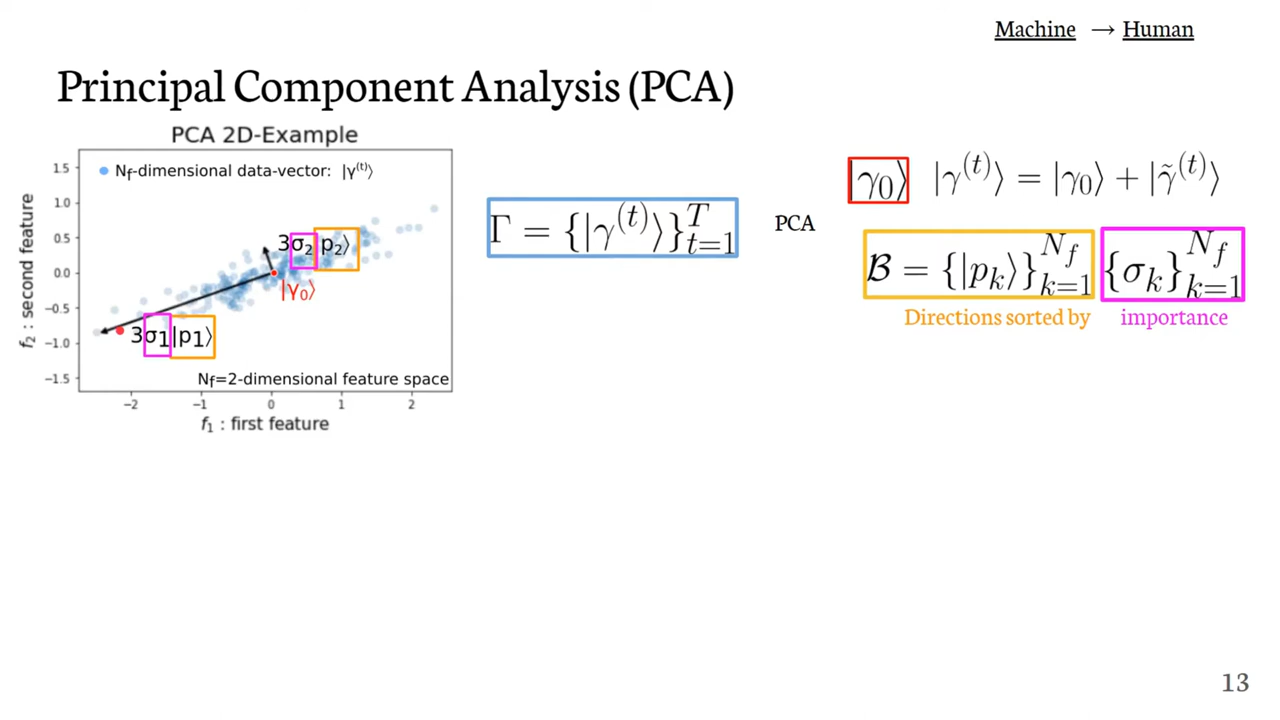 Machine → Human
Principal Component Analysis (PCA)
PCA 2D-Example
N_f-dimensional data-vector: |γ^(t)⟩
1.5
1.0
0.5
0.0
−0.5
−1.0
−1.5
f₂ : second feature
3σ₂|p₂⟩
|γ₀⟩
3σ₁|p₁⟩
N_f=2-dimensional feature space
−2 −1 0 1 2
f₁ : first feature
Γ = {|γ^(t)⟩}_{t=1}^T
PCA
|γ₀⟩ |γ^(t)⟩ = |γ₀⟩ + |γ̃^(t)⟩
ℬ = {|p_k⟩}_{k=1}^{N_f} {σ_k}_{k=1}^{N_f}
Directions sorted by importance
13